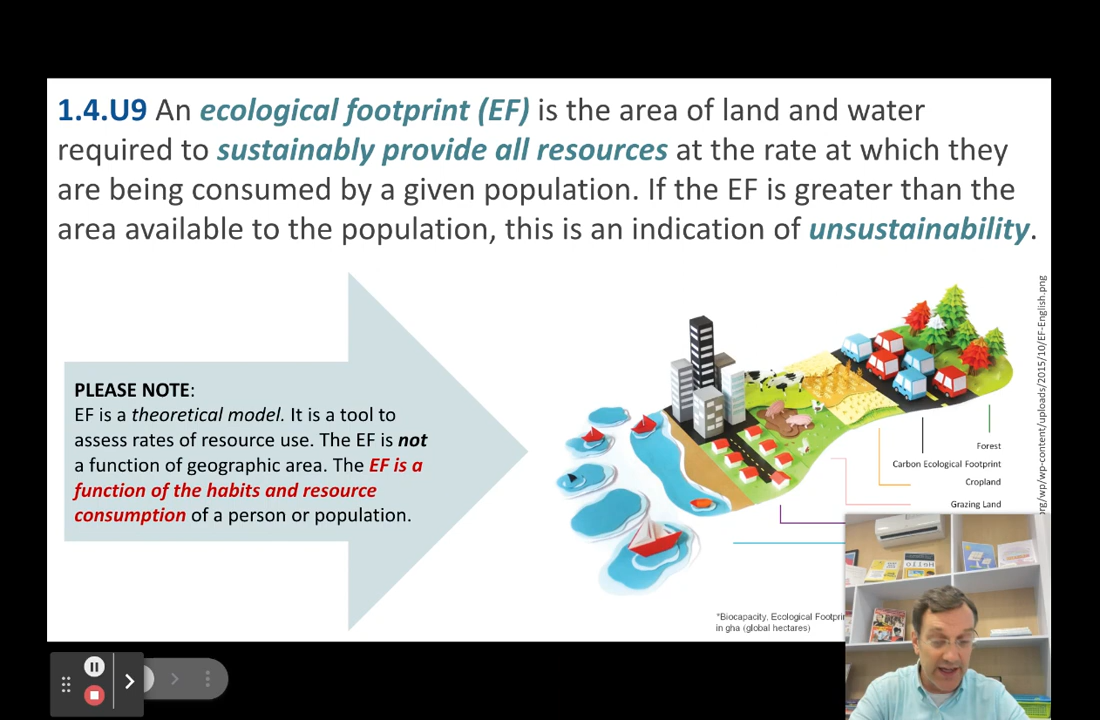 1.4.U9 An ecological footprint (EF) is the area of land and water
required to sustainably provide all resources at the rate at which they
are being consumed by a given population. If the EF is greater than the
area available to the population, this is an indication of unsustainability.
PLEASE NOTE:
EF is a theoretical model. It is a tool to
assess rates of resource use. The EF is not
a function of geographic area. The EF is a
function of the habits and resource
consumption of a person or population.
Forest
Carbon Ecological Footprint
Cropland
Grazing Land
*Biocapacity, Ecological Footpri
in gha (global hectares)
org/wp/wp-content/uploads/2015/10/EF-English.png
HELLO